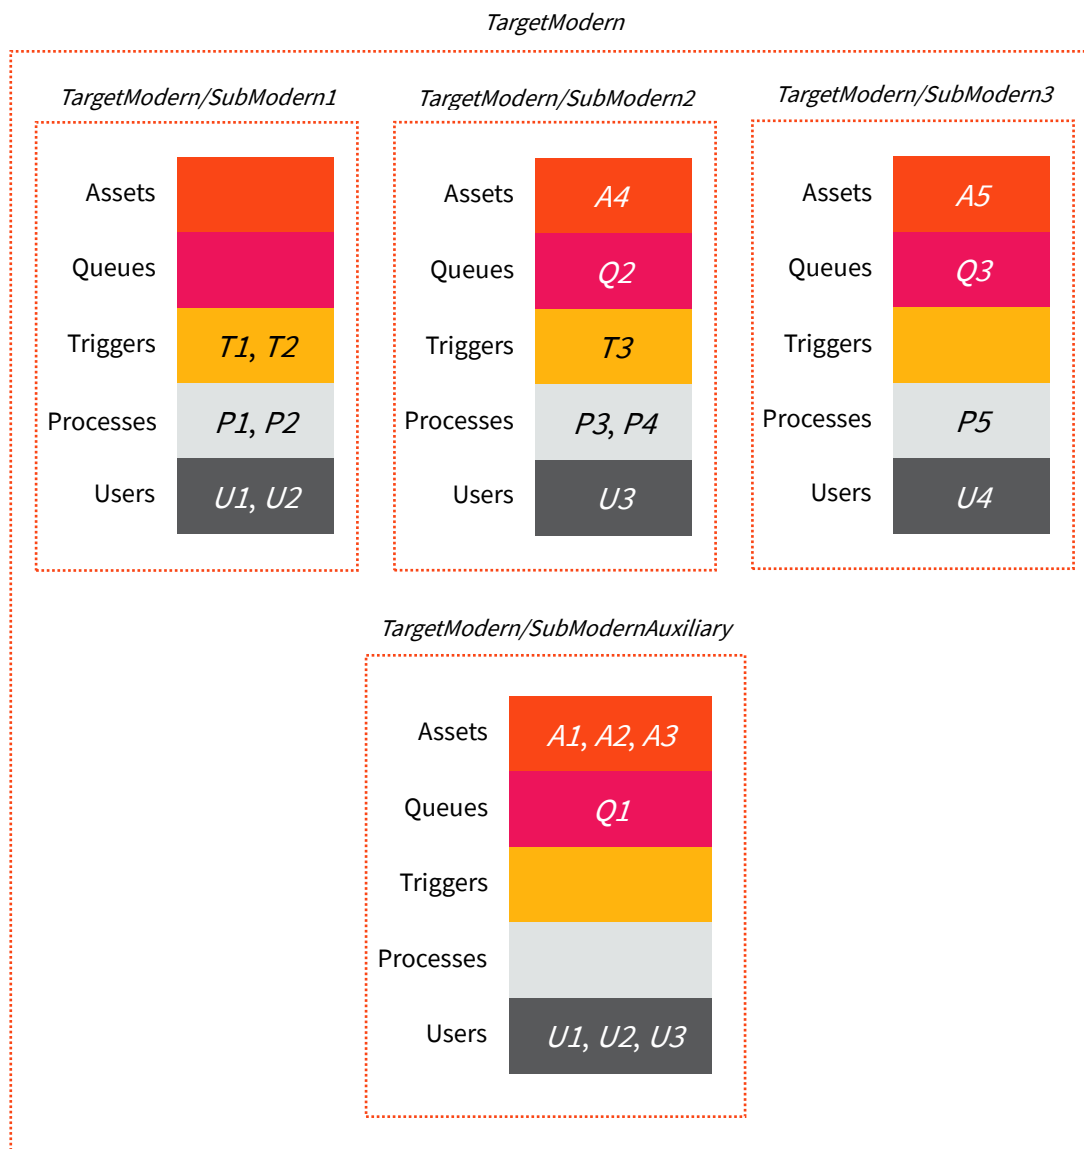 TargetModern
TargetModern/SubModern1
Assets
Queues
Triggers T1, T2
Processes P1, P2
Users U1, U2
TargetModern/SubModern2
Assets A4
Queues Q2
Triggers T3
Processes P3, P4
Users U3
TargetModern/SubModern3
Assets A5
Queues Q3
Triggers
Processes P5
Users U4
TargetModern/SubModernAuxiliary
Assets A1, A2, A3
Queues Q1
Triggers
Processes
Users U1, U2, U3